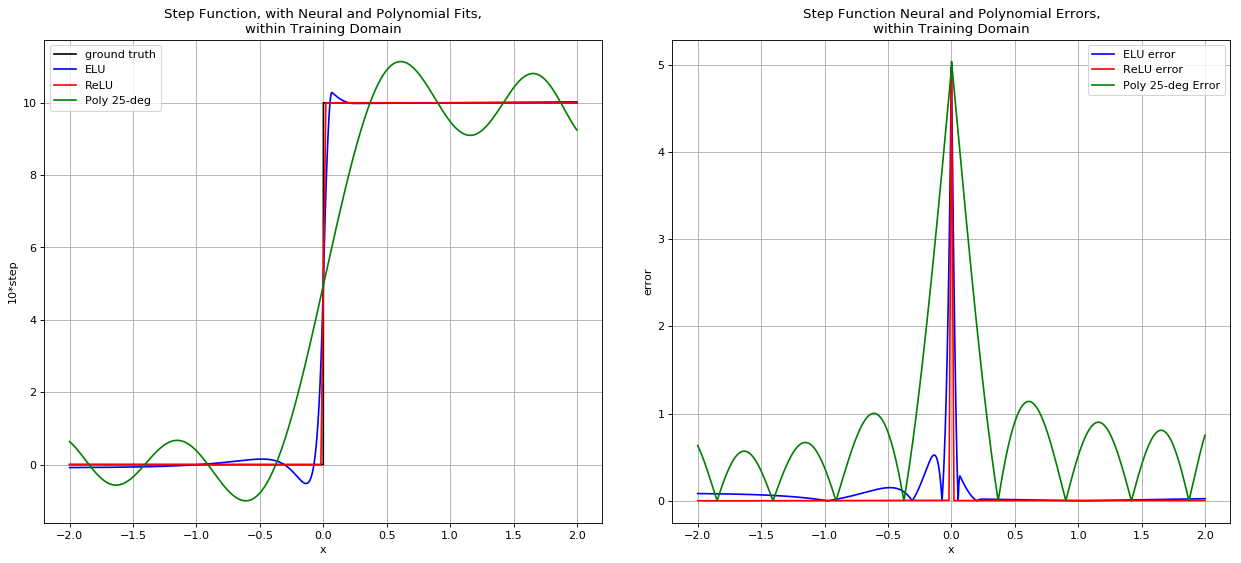 Step Function, with Neural and Polynomial Fits,
within Training Domain
ground truth
ELU
ReLU
Poly 25-deg
10*step
10
8
6
4
2
0
−2.0 −1.5 −1.0 −0.5 0.0 0.5 1.0 1.5 2.0
x
Step Function Neural and Polynomial Errors,
within Training Domain
ELU error
ReLU error
Poly 25-deg Error
error
5
4
3
2
1
0
−2.0 −1.5 −1.0 −0.5 0.0 0.5 1.0 1.5 2.0
x